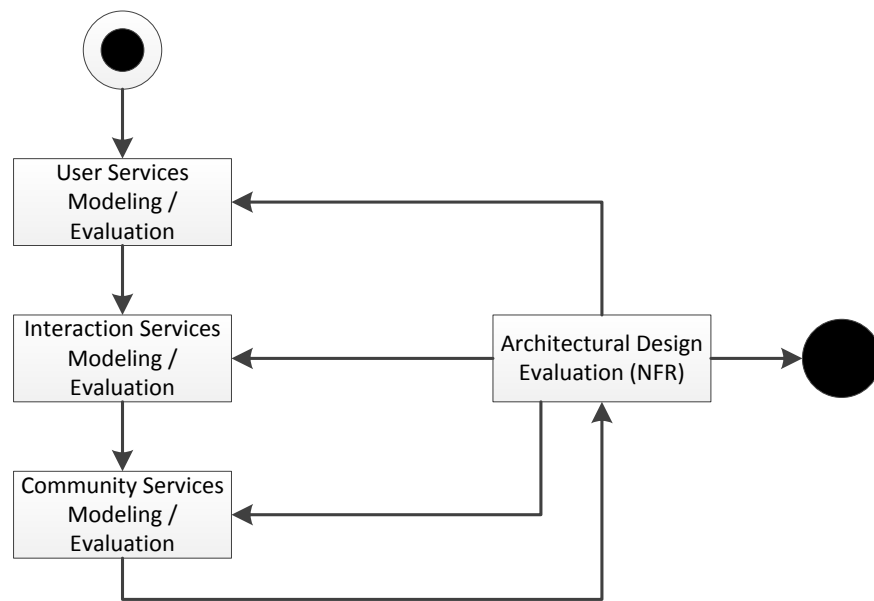 User Services
Modeling /
Evaluation
Interaction Services
Modeling /
Evaluation
Architectural Design
Evaluation (NFR)
Community Services
Modeling /
Evaluation